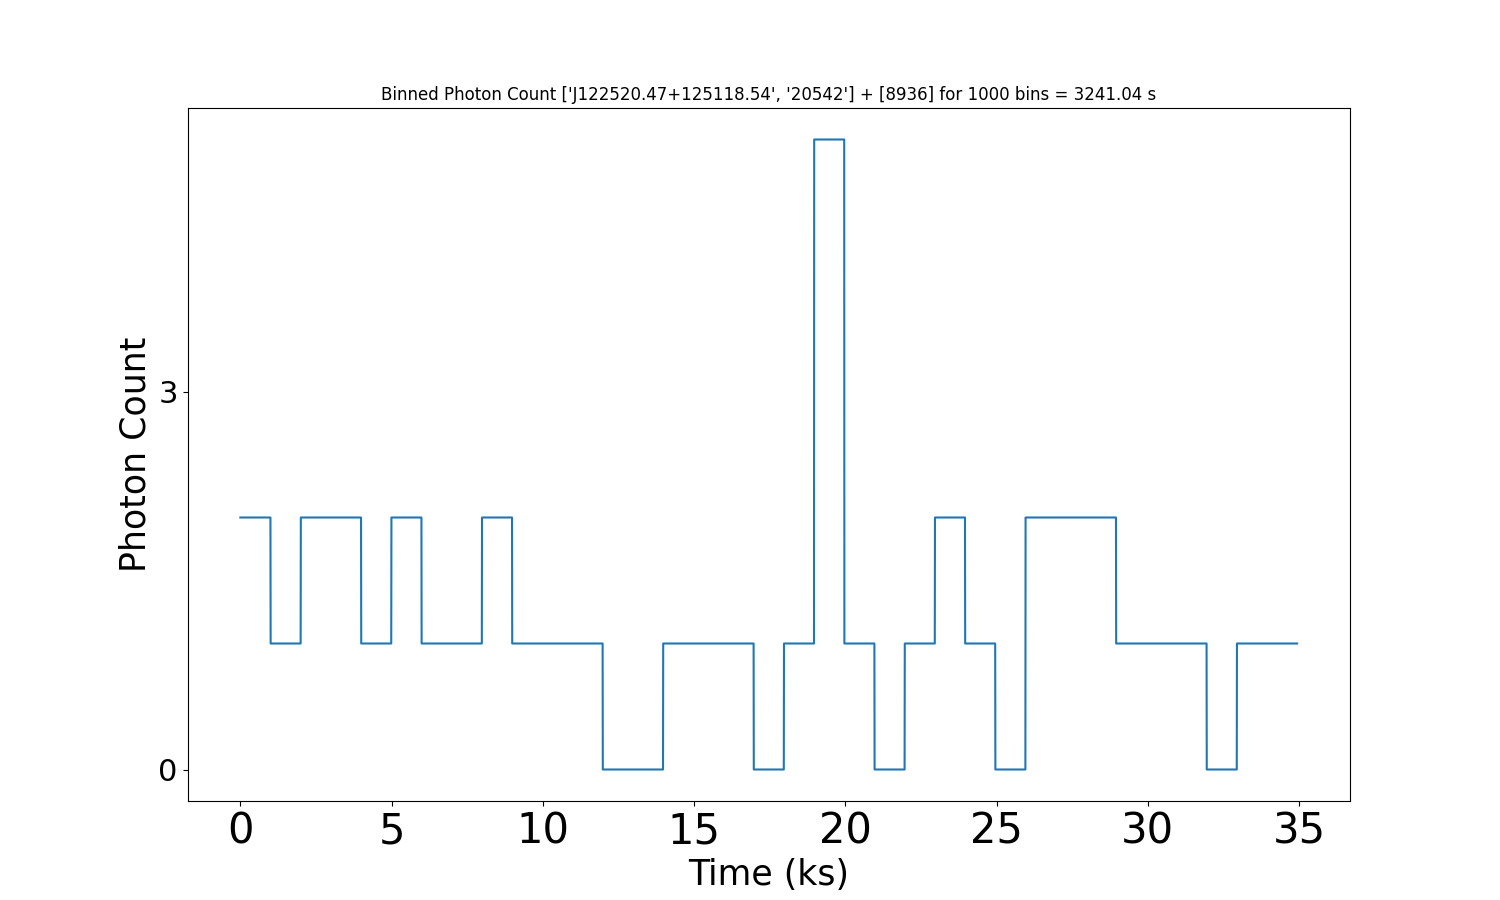 Binned Photon Count ['J122520.47+125118.54', '20542'] + [8936] for 1000 bins = 3241.04 s
Photon Count
3
0
0 5 10 15 20 25 30 35
Time (ks)